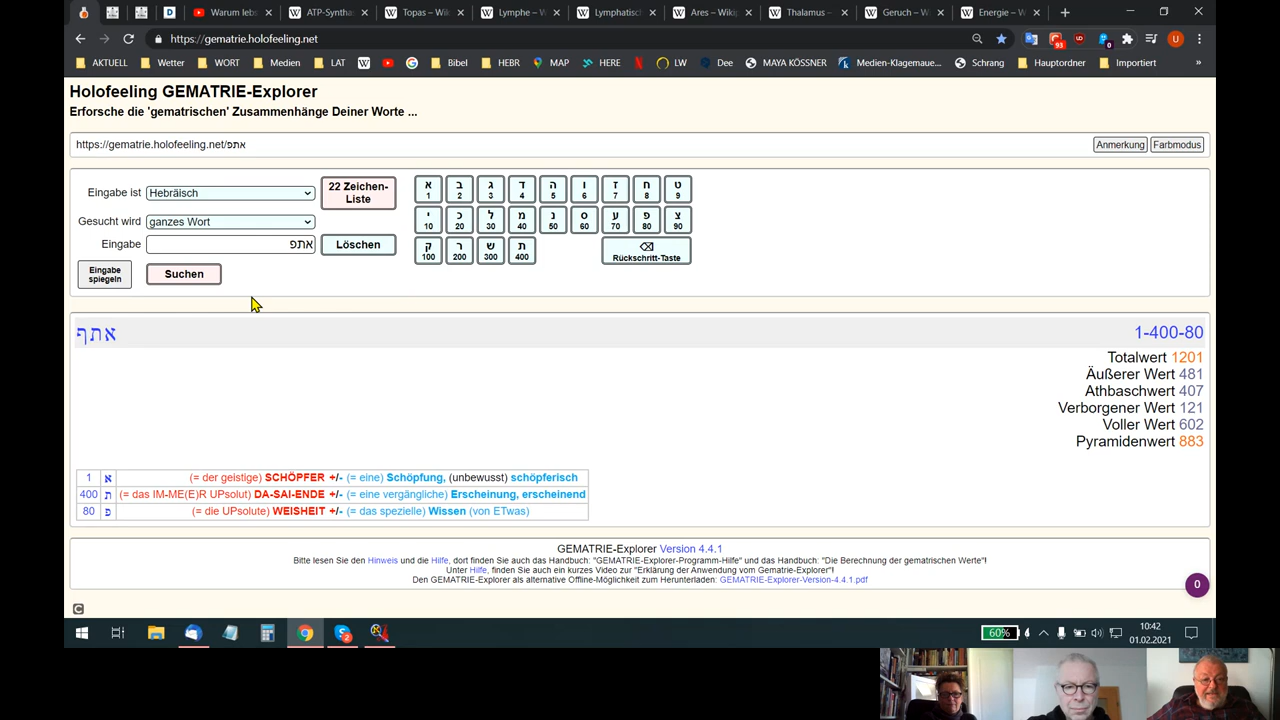 Warum lebs
ATP-Syntha
Topas – Wik
Lymphe – W
Lymphatisch
Ares – Wikip
Thalamus –
Geruch – W
Energie – W
https://gematrie.holofeeling.net
AKTUELL Wetter WORT Medien LAT Bibel HEBR MAP HERE LW Dee MAYA KÖSSNER Medien-Klagemaue... Schrang Hauptordner Importiert »
Holofeeling GEMATRIE-Explorer
Erforsche die 'gematrischen' Zusammenhänge Deiner Worte ...
https://gematrie.holofeeling.net/אתפ
Anmerkung Farbmodus
Eingabe ist Hebräisch
22 Zeichen-Liste
Gesucht wird ganzes Wort
Eingabe אתפ Löschen
Eingabe spiegeln
Suchen
א ב ג ד ה ו ז ח ט
1 2 3 4 5 6 7 8 9
י כ ל מ נ ס ע פ צ
10 20 30 40 50 60 70 80 90
ק ר ש ת ⌫
100 200 300 400 Rückschritt-Taste
אתף 1-400-80
Totalwert 1201
Äußerer Wert 481
Athbaschwert 407
Verborgener Wert 121
Voller Wert 602
Pyramidenwert 883
1 א (= der geistige) SCHÖPFER +/- (= eine) Schöpfung, (unbewusst) schöpferisch
400 ת (= das IM-ME(E)R UPsolut) DA-SAI-ENDE +/- (= eine vergängliche) Erscheinung, erscheinend
80 פ (= die UPsolute) WEISHEIT +/- (= das spezielle) Wissen (von ETwas)
GEMATRIE-Explorer Version 4.4.1
Bitte lesen Sie den Hinweis und die Hilfe, dort finden Sie auch das Handbuch: "GEMATRIE-Explorer-Programm-Hilfe" und das Handbuch: "Die Berechnung der gematrischen Werte"!
Unter Hilfe, finden Sie auch ein kurzes Video zur "Erklärung der Anwendung vom Gematrie-Explorer"!
Den GEMATRIE-Explorer als alternative Offline-Möglichkeit zum Herunterladen: GEMATRIE-Explorer-Version-4.4.1.pdf
0
60%
10:42
01.02.2021